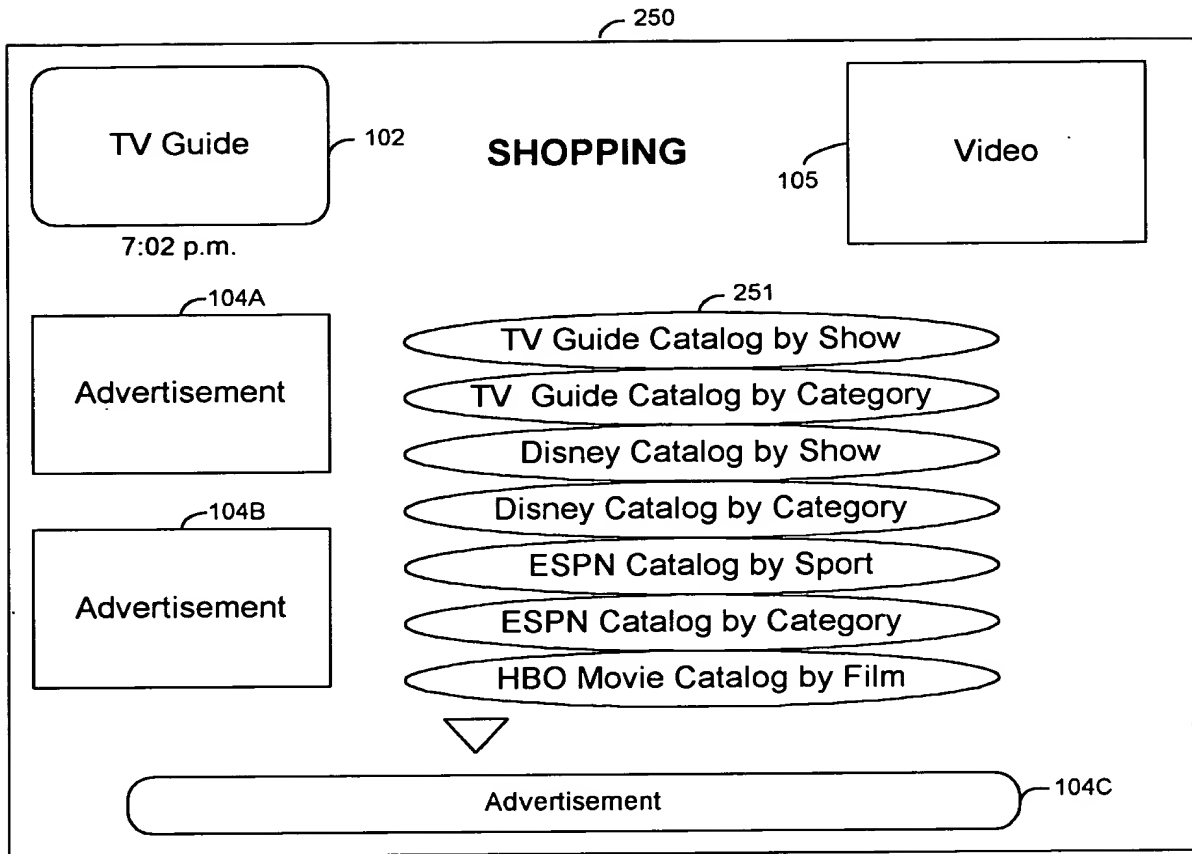 250
TV Guide
102
SHOPPING
Video
105
7:02 p.m.
104A
Advertisement
104B
Advertisement
251
TV Guide Catalog by Show
TV Guide Catalog by Category
Disney Catalog by Show
Disney Catalog by Category
ESPN Catalog by Sport
ESPN Catalog by Category
HBO Movie Catalog by Film
Advertisement
104C